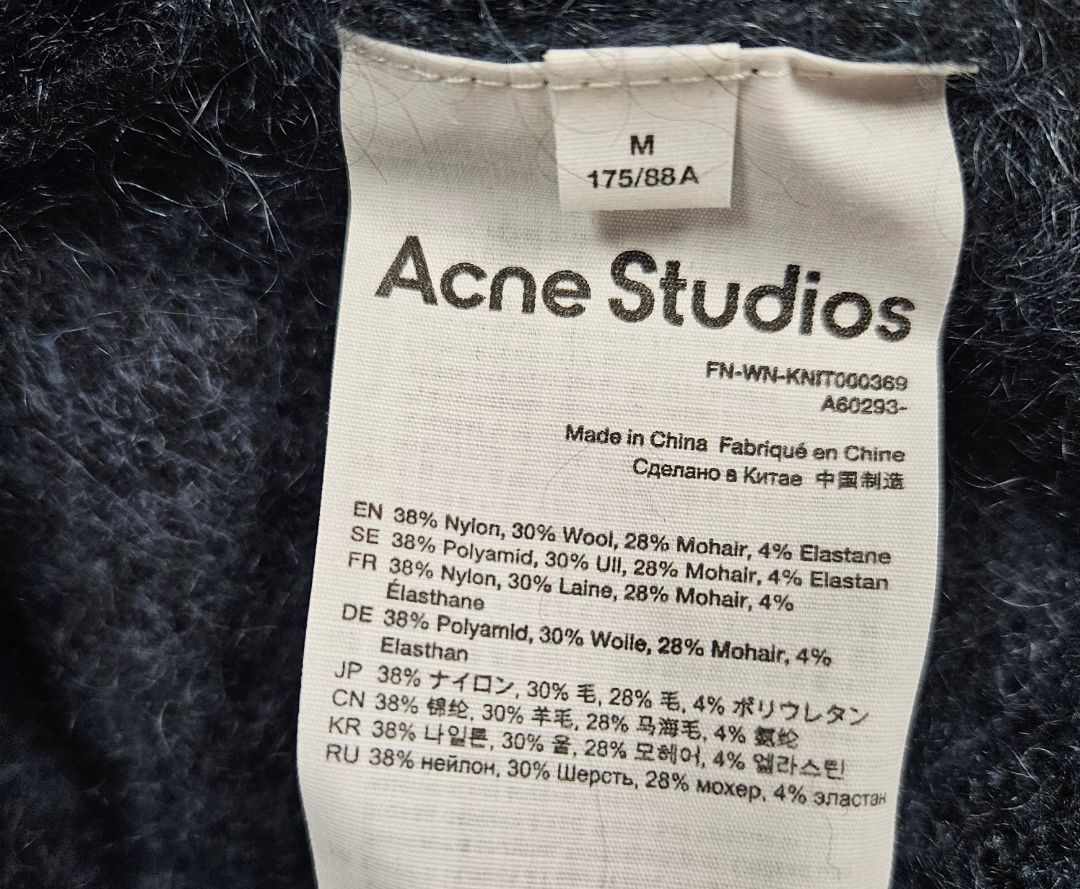 M
175/88A
Acne Studios
FN-WN-KNIT000369
A60293-
Made in China Fabriqué en Chine
Сделано в Китае 中国制造
EN 38% Nylon, 30% Wool, 28% Mohair, 4% Elastane
SE 38% Polyamid, 30% Ull, 28% Mohair, 4% Elastan
FR 38% Nylon, 30% Laine, 28% Mohair, 4%
Élasthane
DE 38% Polyamid, 30% Wolle, 28% Mohair, 4%
Elasthan
JP 38% ナイロン, 30% 毛, 28% 毛, 4% ポリウレタン
CN 38% 锦纶, 30% 羊毛, 28% 马海毛, 4% 氨纶
KR 38% 나일론, 30% 울, 28% 모헤어, 4% 엘라스틴
RU 38% нейлон, 30% Шерсть, 28% мохер, 4% эластан